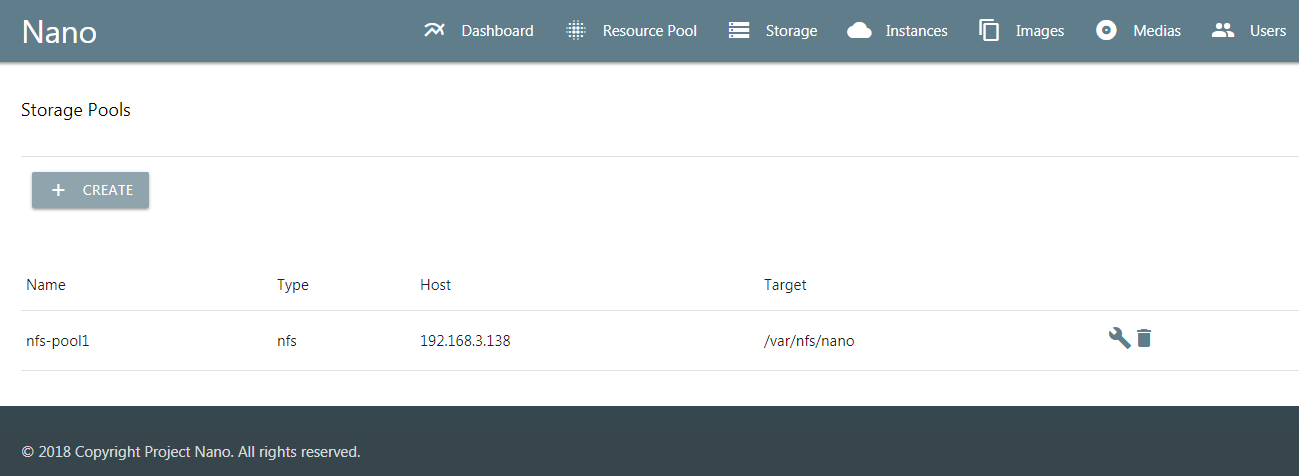 Nano Dashboard Resource Pool Storage Instances Images Medias Users
Storage Pools
CREATE
Name Type Host Target
nfs-pool1 nfs 192.168.3.138 /var/nfs/nano
© 2018 Copyright Project Nano. All rights reserved.